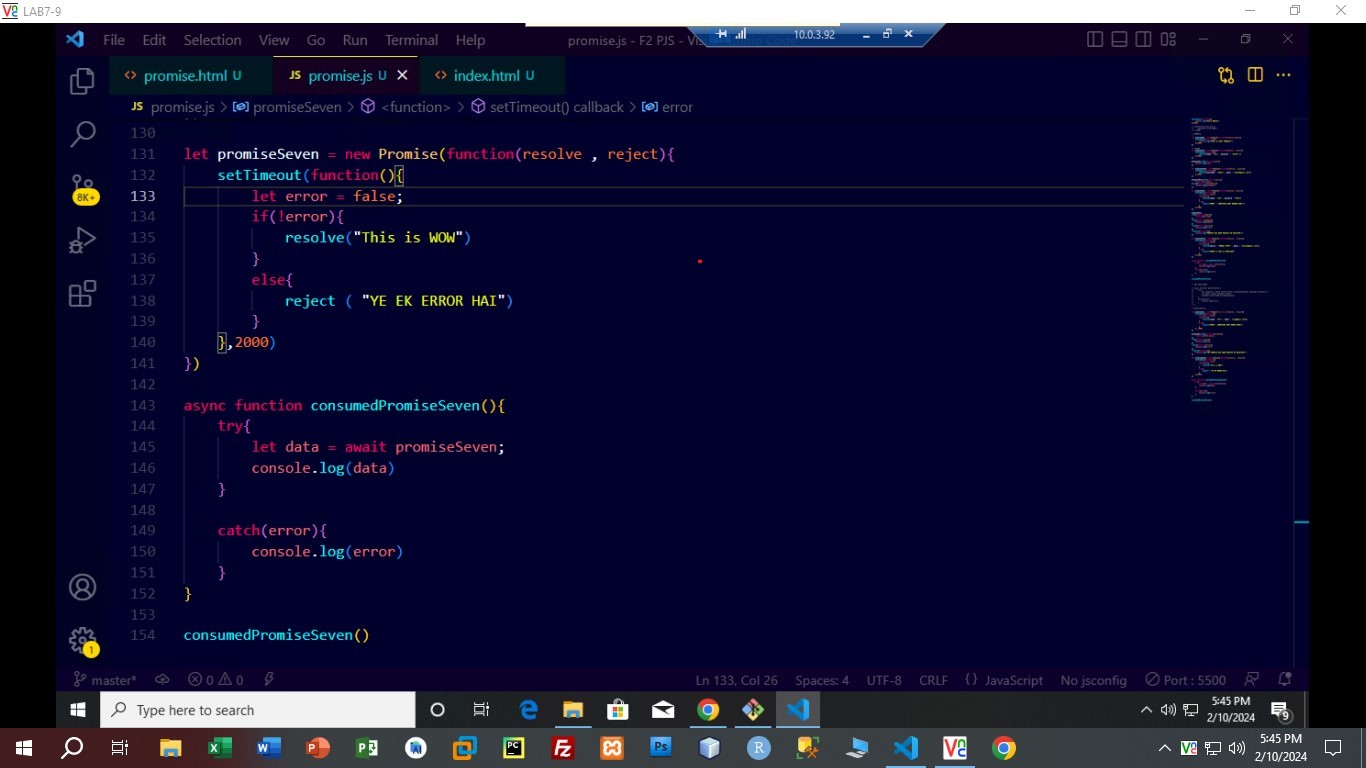 LAB7-9
10.0.3.92
File Edit Selection View Go Run Terminal Help
promise.js - F2 PJS - Vis
promise.html U
JS promise.js U
index.html U
JS promise.js > promiseSeven > <function> > setTimeout() callback > error
130
131 let promiseSeven = new Promise(function(resolve , reject){
132 setTimeout(function(){
133 let error = false;
134 if(!error){
135 resolve("This is WOW")
136 }
137 else{
138 reject ( "YE EK ERROR HAI")
139 }
140 },2000)
141 })
142
143 async function consumedPromiseSeven(){
144 try{
145 let data = await promiseSeven;
146 console.log(data)
147 }
148
149 catch(error){
150 console.log(error)
151 }
152 }
153
154 consumedPromiseSeven()
8K+
1
master* 0 0 Ln 133, Col 26 Spaces: 4 UTF-8 CRLF {} JavaScript No jsconfig Port : 5500
Type here to search
5:45 PM
2/10/2024
9
5:45 PM
2/10/2024